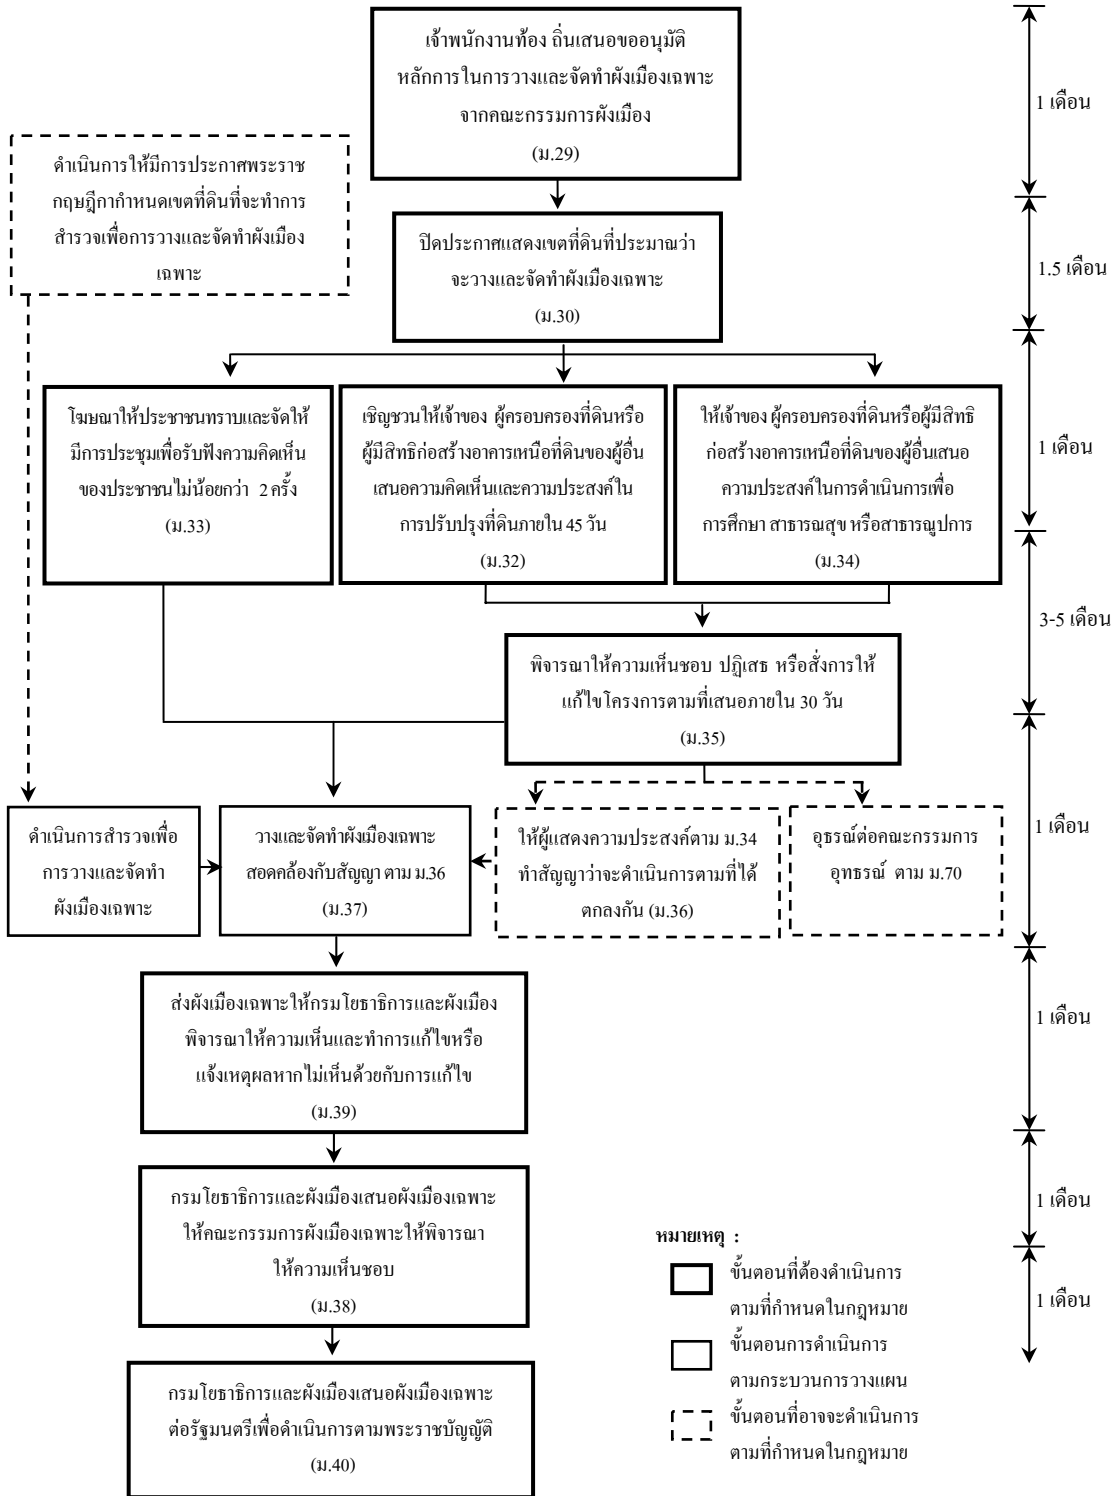 เจ้าพนักงานท้อง ถิ่นเสนอขออนุมัติ
หลักการในการวางและจัดทำผังเมืองเฉพาะ
จากคณะกรรมการผังเมือง
(ม.29)
1 เดือน
ดำเนินการให้มีการประกาศพระราช
กฤษฎีกากำหนดเขตที่ดินที่จะทำการ
สำรวจเพื่อการวางและจัดทำผังเมือง
เฉพาะ
ปิดประกาศแสดงเขตที่ดินที่ประมาณว่า
จะวางและจัดทำผังเมืองเฉพาะ
(ม.30)
1.5 เดือน
โฆษณาให้ประชาชนทราบและจัดให้
มีการประชุมเพื่อรับฟังความคิดเห็น
ของประชาชนไม่น้อยกว่า 2 ครั้ง
(ม.33)
เชิญชวนให้เจ้าของ ผู้ครอบครองที่ดินหรือ
ผู้มีสิทธิก่อสร้างอาคารเหนือที่ดินของผู้อื่น
เสนอความคิดเห็นและความประสงค์ใน
การปรับปรุงที่ดินภายใน 45 วัน
(ม.32)
ให้เจ้าของ ผู้ครอบครองที่ดินหรือผู้มีสิทธิ
ก่อสร้างอาคารเหนือที่ดินของผู้อื่นเสนอ
ความประสงค์ในการดำเนินการเพื่อ
การศึกษา สาธารณสุข หรือสาธารณูปการ
(ม.34)
1 เดือน
3-5 เดือน
พิจารณาให้ความเห็นชอบ ปฏิเสธ หรือสั่งการให้
แก้ไขโครงการตามที่เสนอภายใน 30 วัน
(ม.35)
ดำเนินการสำรวจเพื่อ
การวางและจัดทำ
ผังเมืองเฉพาะ
วางและจัดทำผังเมืองเฉพาะ
สอดคล้องกับสัญญา ตาม ม.36
(ม.37)
ให้ผู้แสดงความประสงค์ตาม ม.34
ทำสัญญาว่าจะดำเนินการตามที่ได้
ตกลงกัน (ม.36)
อุธรณ์ต่อคณะกรรมการ
อุทธรณ์ ตาม ม.70
1 เดือน
ส่งผังเมืองเฉพาะให้กรมโยธาธิการและผังเมือง
พิจารณาให้ความเห็นและทำการแก้ไขหรือ
แจ้งเหตุผลหากไม่เห็นด้วยกับการแก้ไข
(ม.39)
1 เดือน
กรมโยธาธิการและผังเมืองเสนอผังเมืองเฉพาะ
ให้คณะกรรมการผังเมืองเฉพาะให้พิจารณา
ให้ความเห็นชอบ
(ม.38)
1 เดือน
กรมโยธาธิการและผังเมืองเสนอผังเมืองเฉพาะ
ต่อรัฐมนตรีเพื่อดำเนินการตามพระราชบัญญัติ
(ม.40)
1 เดือน
หมายเหตุ :
ขั้นตอนที่ต้องดำเนินการ
ตามที่กำหนดในกฎหมาย
ขั้นตอนการดำเนินการ
ตามกระบวนการวางแผน
ขั้นตอนที่อาจจะดำเนินการ
ตามที่กำหนดในกฎหมาย